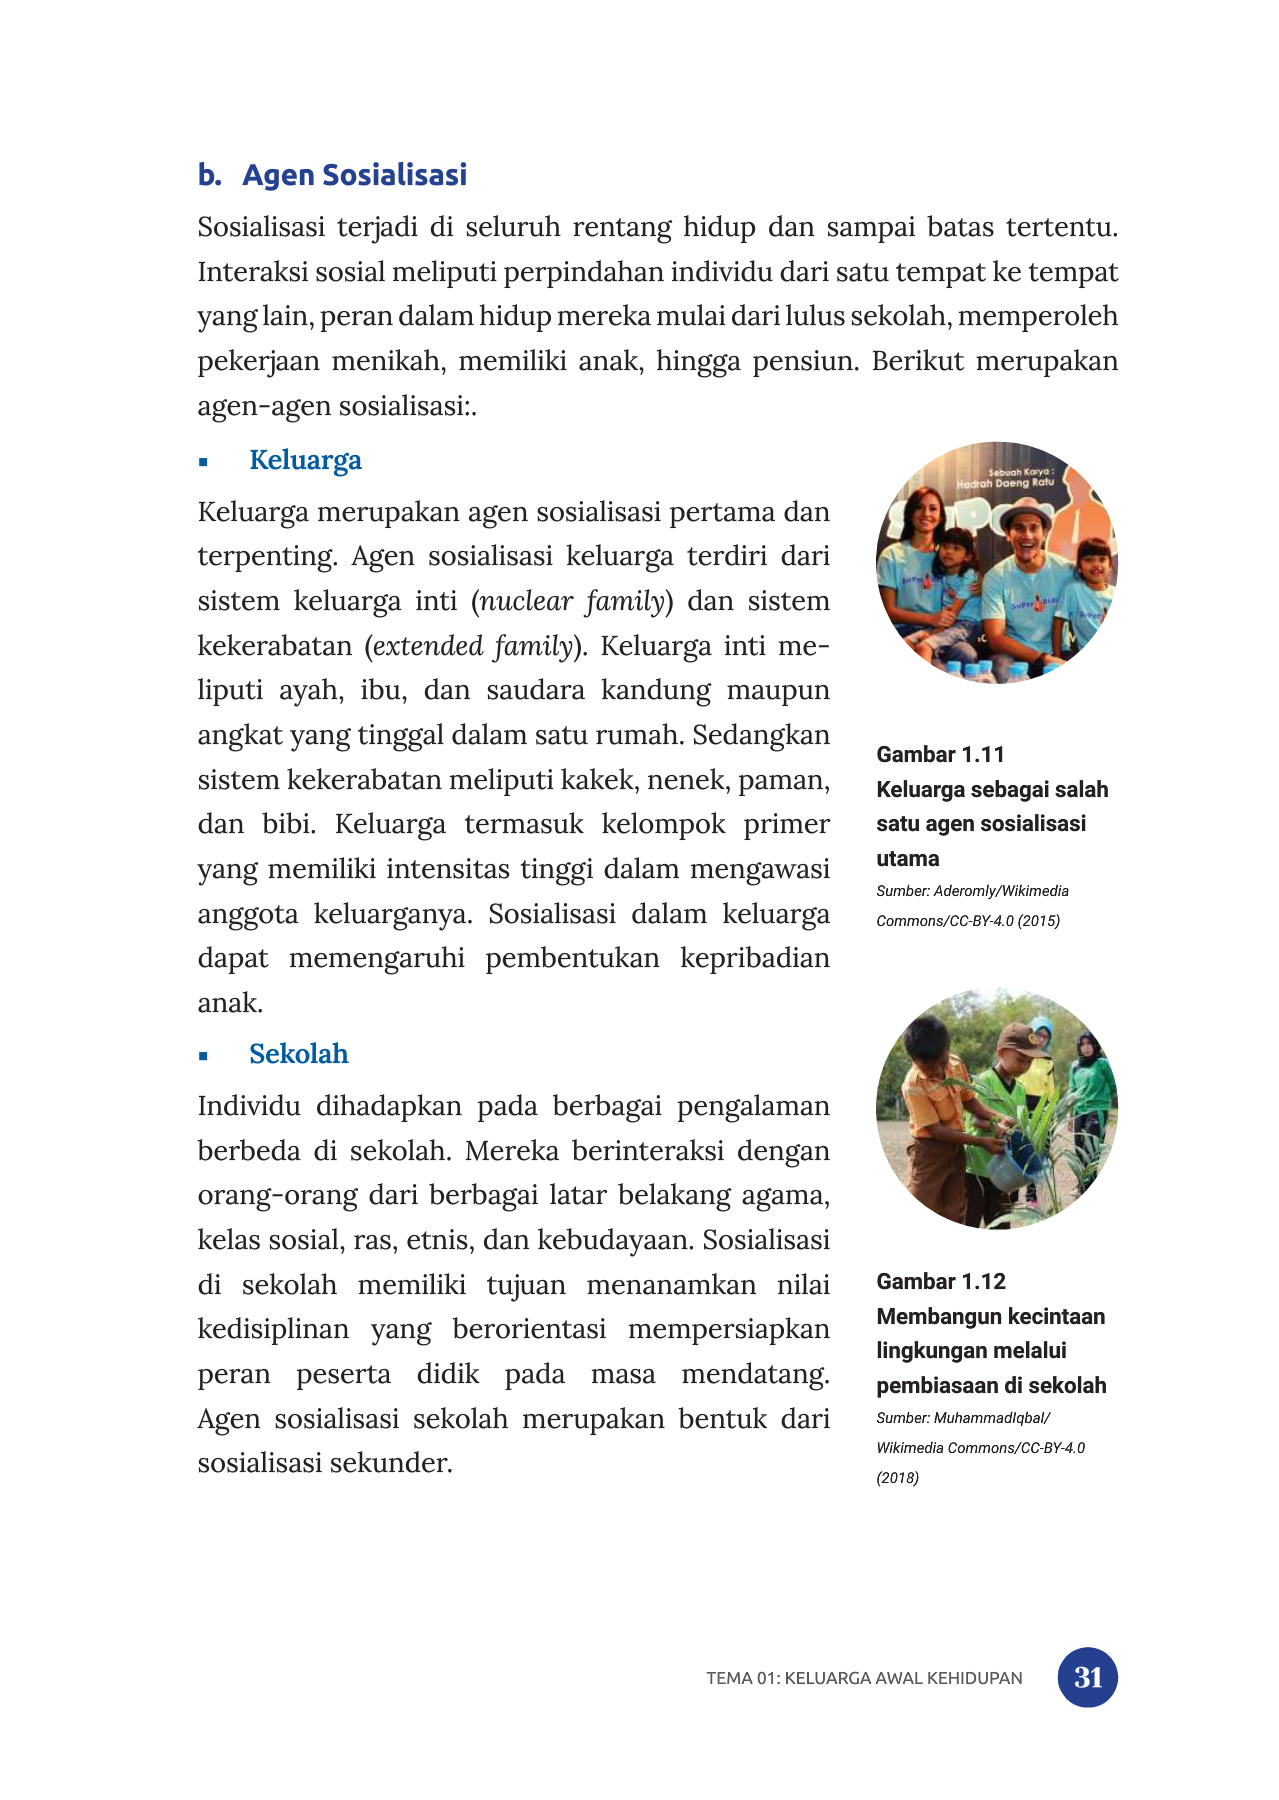 b. Agen Sosialisasi
Sosialisasi terjadi di seluruh rentang hidup dan sampai batas tertentu.
Interaksi sosial meliputi perpindahan individu dari satu tempat ke tempat
yang lain, peran dalam hidup mereka mulai dari lulus sekolah, memperoleh
pekerjaan menikah, memiliki anak, hingga pensiun. Berikut merupakan
agen-agen sosialisasi:.
▪ Keluarga
Keluarga merupakan agen sosialisasi pertama dan
terpenting. Agen sosialisasi keluarga terdiri dari
sistem keluarga inti (nuclear family) dan sistem
kekerabatan (extended family). Keluarga inti me-
liputi ayah, ibu, dan saudara kandung maupun
angkat yang tinggal dalam satu rumah. Sedangkan
sistem kekerabatan meliputi kakek, nenek, paman,
dan bibi. Keluarga termasuk kelompok primer
yang memiliki intensitas tinggi dalam mengawasi
anggota keluarganya. Sosialisasi dalam keluarga
dapat memengaruhi pembentukan kepribadian
anak.
Sebuah Karya :
Hadrah Daeng Ratu
Gambar 1.11
Keluarga sebagai salah
satu agen sosialisasi
utama
Sumber: Aderomly/Wikimedia
Commons/CC-BY-4.0 (2015)
▪ Sekolah
Individu dihadapkan pada berbagai pengalaman
berbeda di sekolah. Mereka berinteraksi dengan
orang-orang dari berbagai latar belakang agama,
kelas sosial, ras, etnis, dan kebudayaan. Sosialisasi
di sekolah memiliki tujuan menanamkan nilai
kedisiplinan yang berorientasi mempersiapkan
peran peserta didik pada masa mendatang.
Agen sosialisasi sekolah merupakan bentuk dari
sosialisasi sekunder.
Gambar 1.12
Membangun kecintaan
lingkungan melalui
pembiasaan di sekolah
Sumber: MuhammadIqbal/
Wikimedia Commons/CC-BY-4.0
(2018)
TEMA 01: KELUARGA AWAL KEHIDUPAN
31